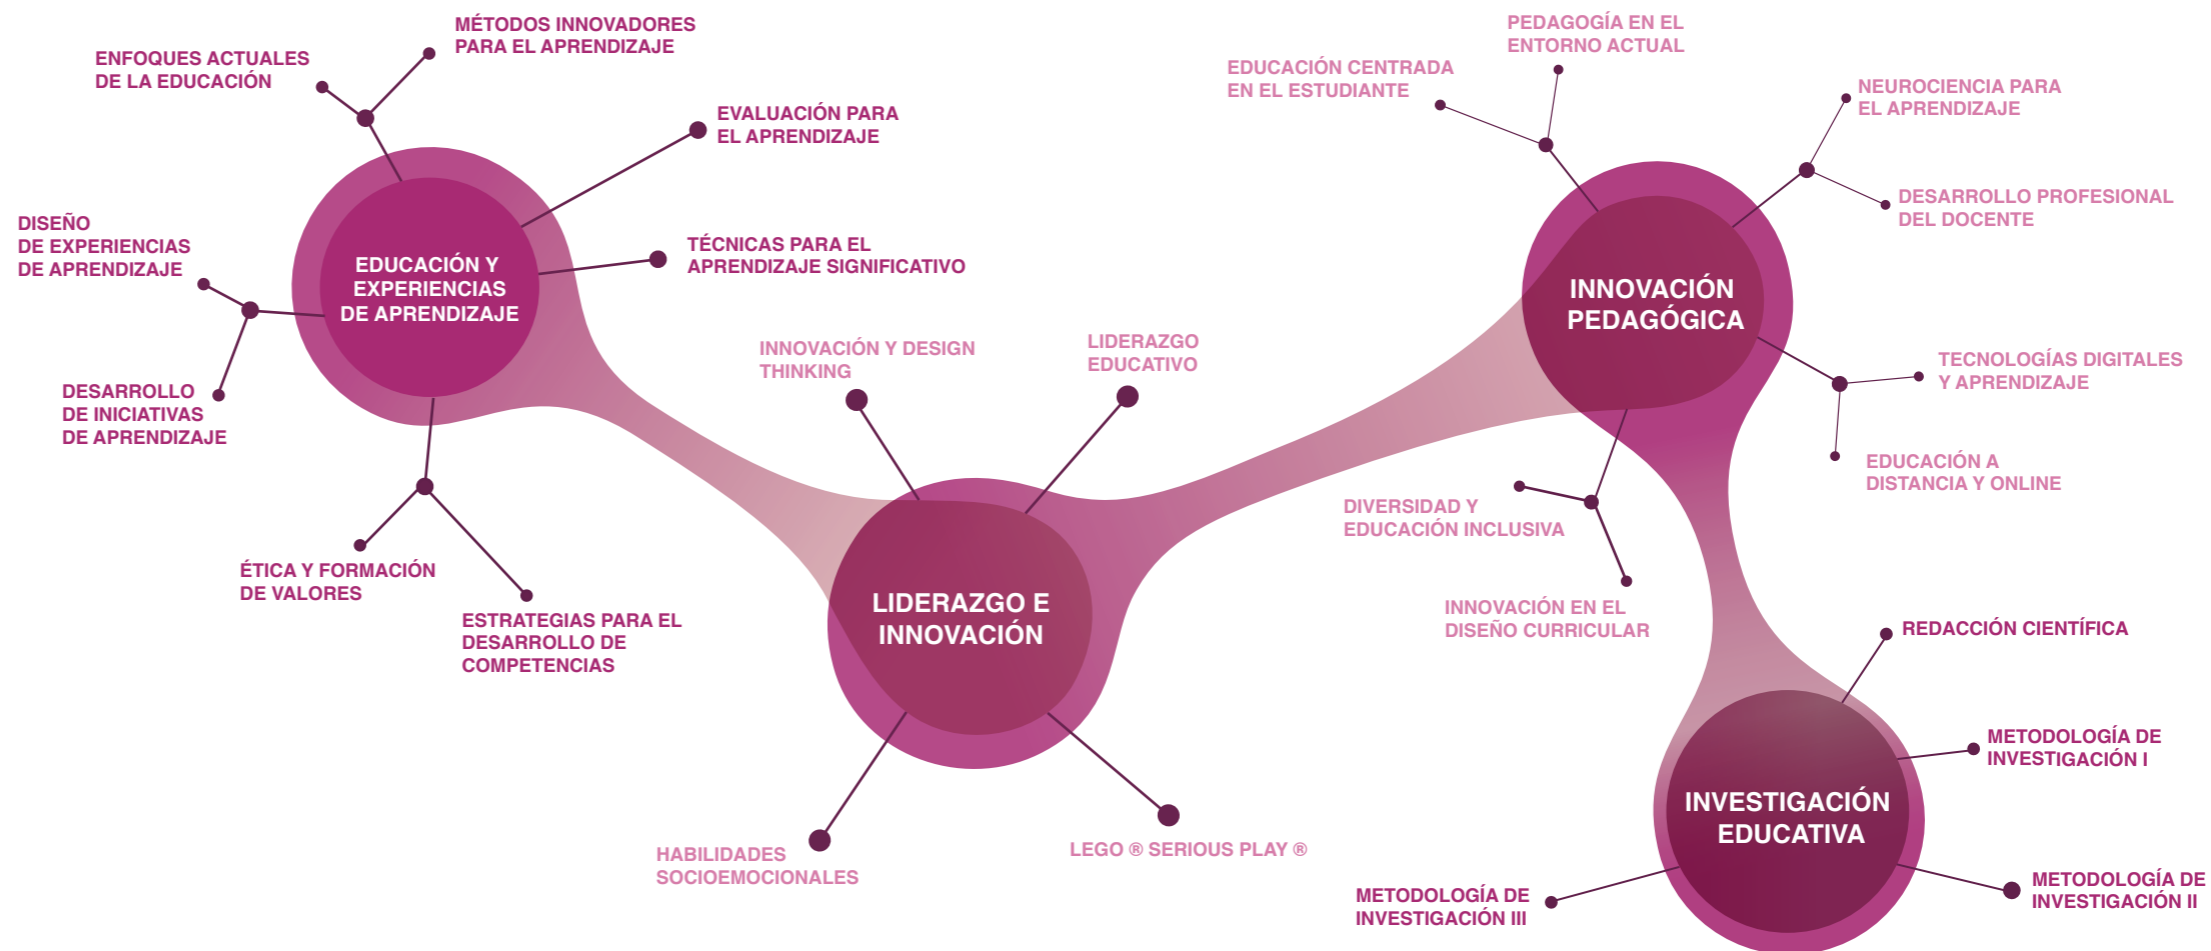 MÉTODOS INNOVADORES
PARA EL APRENDIZAJE
ENFOQUES ACTUALES
DE LA EDUCACIÓN
EVALUACIÓN PARA
EL APRENDIZAJE
DISEÑO
DE EXPERIENCIAS
DE APRENDIZAJE
TÉCNICAS PARA EL
APRENDIZAJE SIGNIFICATIVO
EDUCACIÓN Y
EXPERIENCIAS
DE APRENDIZAJE
DESARROLLO
DE INICIATIVAS
DE APRENDIZAJE
ÉTICA Y FORMACIÓN
DE VALORES
ESTRATEGIAS PARA EL
DESARROLLO DE
COMPETENCIAS
INNOVACIÓN Y DESIGN
THINKING
LIDERAZGO
EDUCATIVO
LIDERAZGO E
INNOVACIÓN
HABILIDADES
SOCIOEMOCIONALES
LEGO ® SERIOUS PLAY ®
PEDAGOGÍA EN EL
ENTORNO ACTUAL
EDUCACIÓN CENTRADA
EN EL ESTUDIANTE
NEUROCIENCIA PARA
EL APRENDIZAJE
DESARROLLO PROFESIONAL
DEL DOCENTE
INNOVACIÓN
PEDAGÓGICA
TECNOLOGÍAS DIGITALES
Y APRENDIZAJE
EDUCACIÓN A
DISTANCIA Y ONLINE
DIVERSIDAD Y
EDUCACIÓN INCLUSIVA
INNOVACIÓN EN EL
DISEÑO CURRICULAR
REDACCIÓN CIENTÍFICA
METODOLOGÍA DE
INVESTIGACIÓN I
INVESTIGACIÓN
EDUCATIVA
METODOLOGÍA DE
INVESTIGACIÓN II
METODOLOGÍA DE
INVESTIGACIÓN III